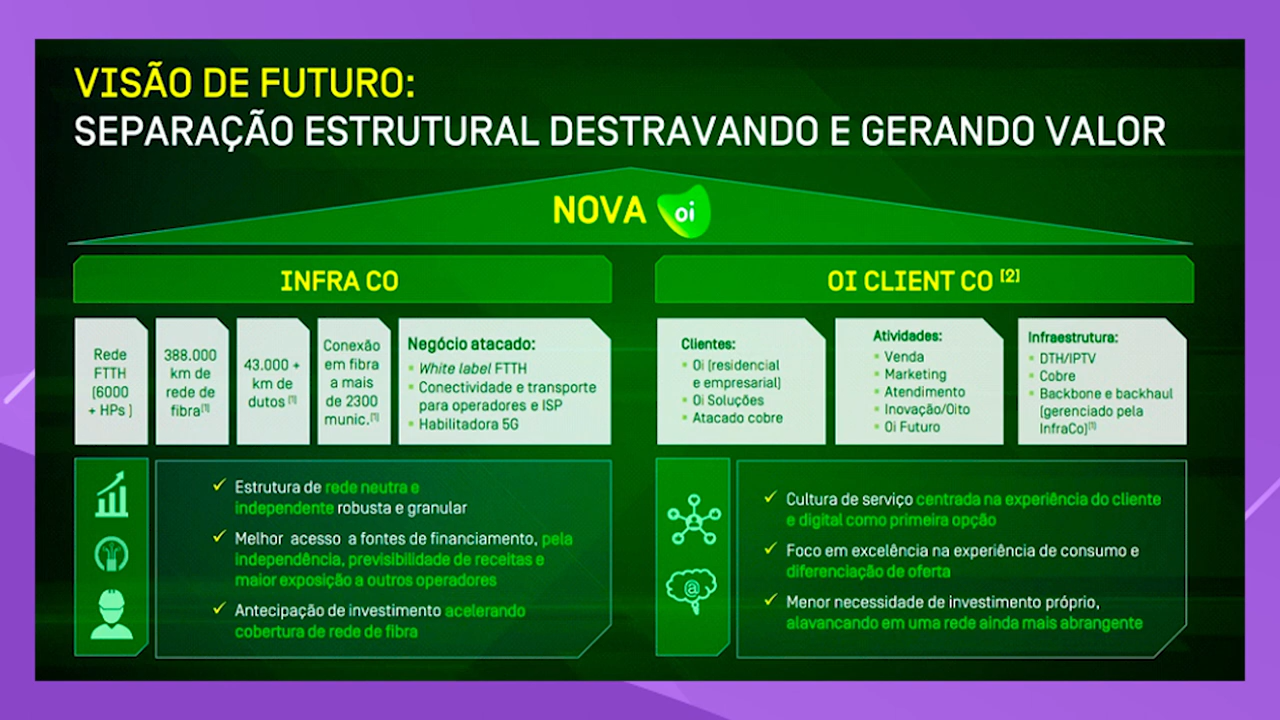 VISÃO DE FUTURO:
SEPARAÇÃO ESTRUTURAL DESTRAVANDO E GERANDO VALOR
NOVA oi
INFRA CO
Rede
FTTH
(6000
+ HPs )
388.000
km de
rede de
fibra[1]
43.000 +
km de
dutos [1]
Conexão
em fibra
a mais
de 2300
munic.[1]
Negócio atacado:
White label FTTH
Conectividade e transporte
para operadores e ISP
Habilitadora 5G
Estrutura de rede neutra e
independente robusta e granular
Melhor acesso a fontes de financiamento, pela
independência, previsibilidade de receitas e
maior exposição a outros operadores
Antecipação de investimento acelerando
cobertura de rede de fibra
OI CLIENT CO [2]
Clientes:
Oi (residencial
e empresarial)
Oi Soluções
Atacado cobre
Atividades:
Venda
Marketing
Atendimento
Inovação/Oito
Oi Futuro
Infraestrutura:
DTH/IPTV
Cobre
Backbone e backhaul
(gerenciado pela
InfraCo)[1]
@
Cultura de serviço centrada na experiência do cliente
e digital como primeira opção
Foco em excelência na experiência de consumo e
diferenciação de oferta
Menor necessidade de investimento próprio,
alavancando em uma rede ainda mais abrangente